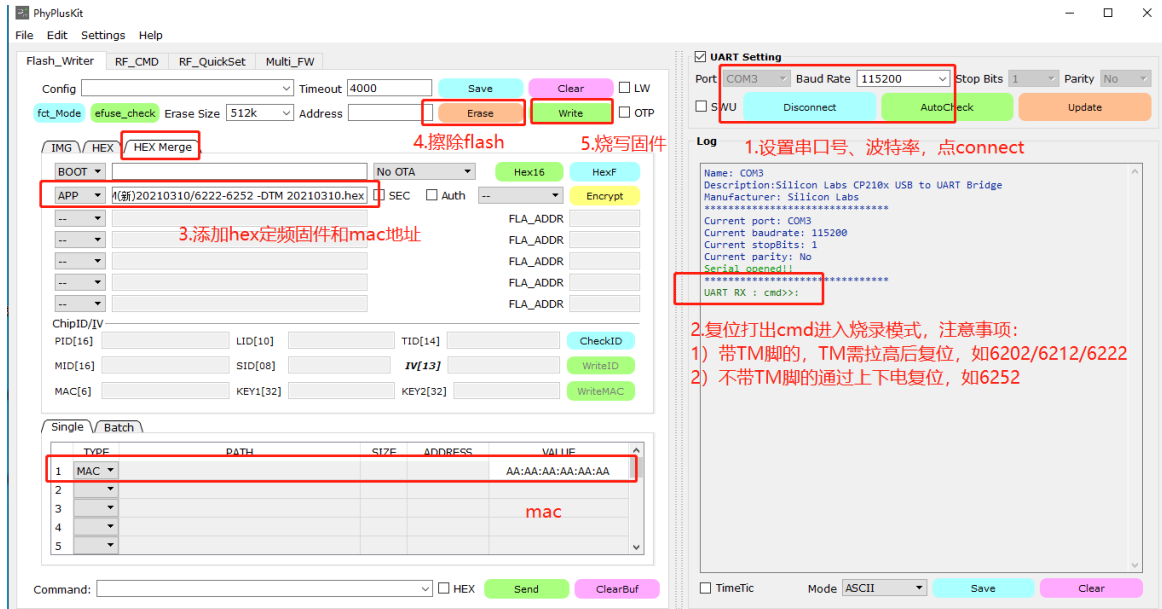 PhyPlusKit
File Edit Settings Help
Flash_Writer RF_CMD RF_QuickSet Multi_FW
Config Timeout 4000 Save Clear LW
fct_Mode efuse_check Erase Size 512k Address Erase Write OTP
4.擦除flash 5.烧写固件
IMG HEX HEX Merge
BOOT No OTA Hex16 HexF
APP (新)20210310/6222-6252 -DTM 20210310.hex SEC Auth -- Encrypt
-- FLA_ADDR
3.添加hex定频固件和mac地址
-- FLA_ADDR
-- FLA_ADDR
-- FLA_ADDR
-- FLA_ADDR
ChipID/IV
PID[16] LID[10] TID[14] CheckID
MID[16] SID[08] IV[13] WriteID
MAC[6] KEY1[32] KEY2[32] WriteMAC
Single Batch
TYPE PATH SIZE ADDRESS VALUE
1 MAC AA:AA:AA:AA:AA:AA
2
3
mac
4
5
Command: HEX Send ClearBuf
UART Setting
Port COM3 Baud Rate 115200 Stop Bits 1 Parity No
SWU Disconnect AutoCheck Update
Log
1.设置串口号、波特率，点connect
Name: COM3
Description:Silicon Labs CP210x USB to UART Bridge
Manufacturer: Silicon Labs
********************************
Current port: COM3
Current baudrate: 115200
Current stopBits: 1
Current parity: No
Serial opened!!
********************************
UART RX : cmd>>:
2.复位打出cmd进入烧录模式，注意事项：
1）带TM脚的，TM需拉高后复位，如6202/6212/6222
2）不带TM脚的通过上下电复位，如6252
TimeTic Mode ASCII Save Clear